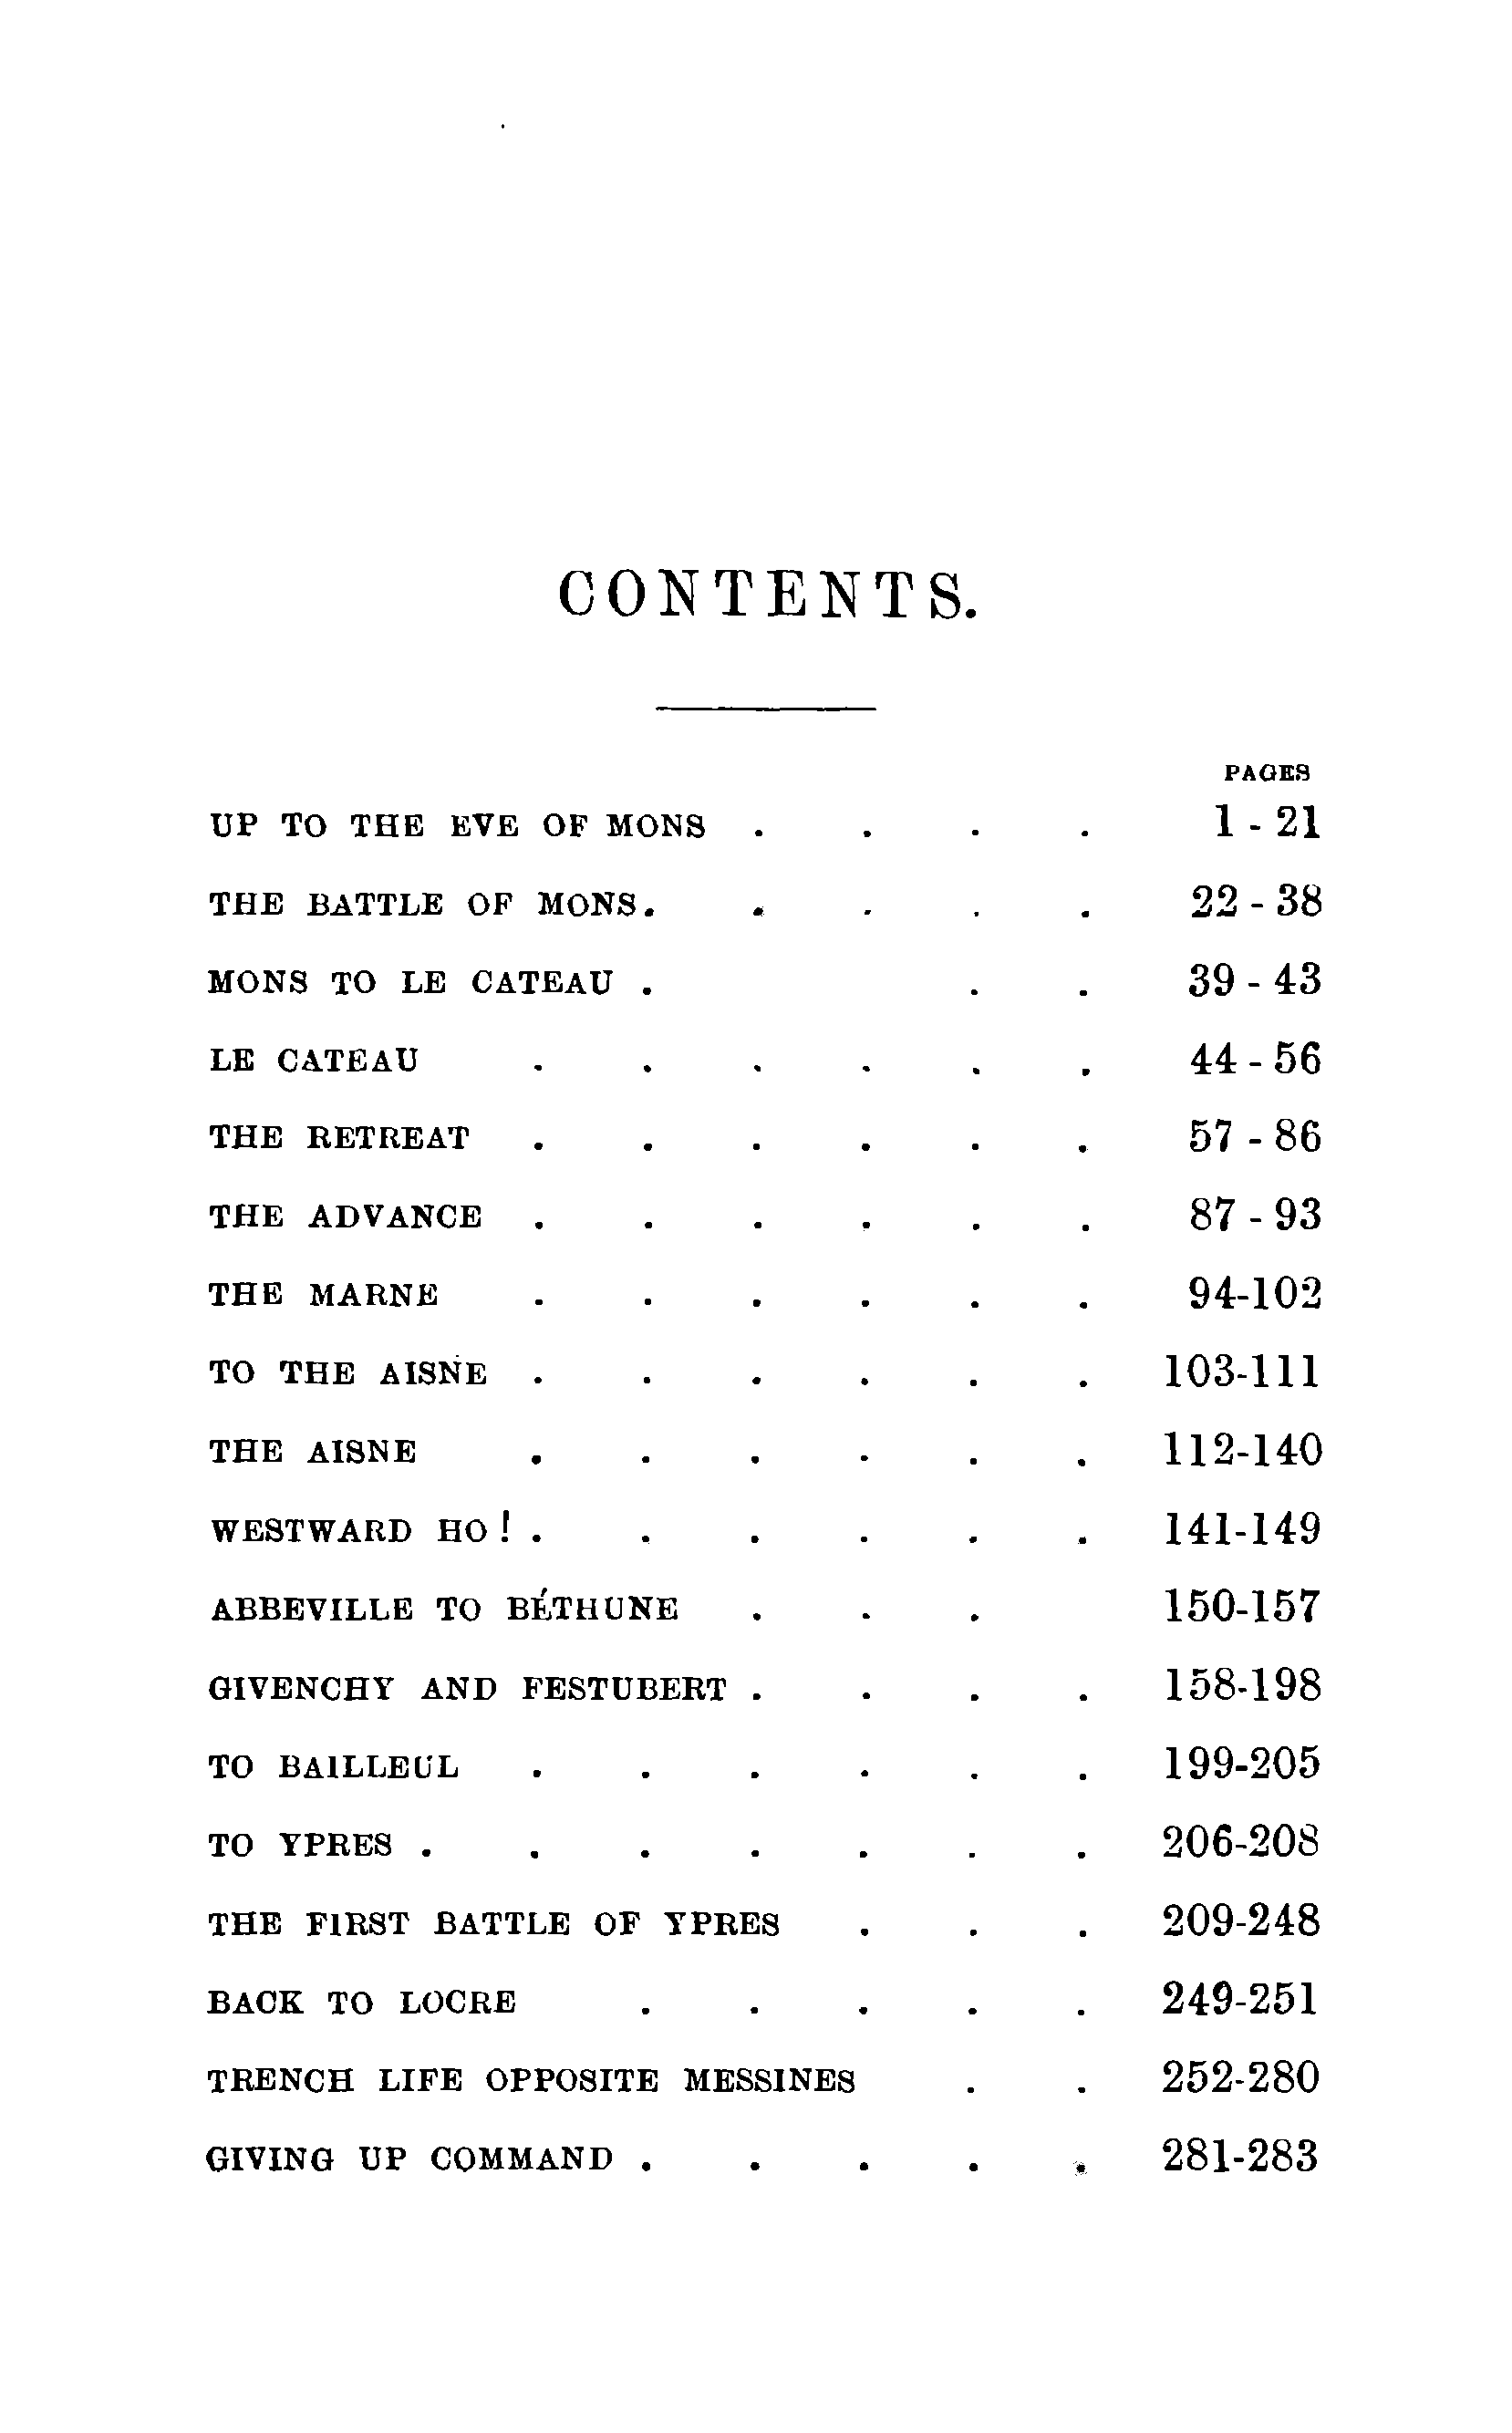 CONTENTS.
PAGES
UP TO THE EVE OF MONS . . . . 1 - 21
THE BATTLE OF MONS. . . . . 22 - 38
MONS TO LE CATEAU . . . 39 - 43
LE CATEAU . . . . . . 44 - 56
THE RETREAT . . . . . . 57 - 86
THE ADVANCE . . . . . . 87 - 93
THE MARNE . . . . . . 94-102
TO THE AISNE . . . . . . 103-111
THE AISNE . . . . . . 112-140
WESTWARD HO! . . . . . . 141-149
ABBEVILLE TO BÉTHUNE . . . 150-157
GIVENCHY AND FESTUBERT . . . . 158-198
TO BAILLEUL . . . . . . 199-205
TO YPRES . . . . . . . 206-208
THE FIRST BATTLE OF YPRES . . . 209-248
BACK TO LOCRE . . . . . 249-251
TRENCH LIFE OPPOSITE MESSINES . . 252-280
GIVING UP COMMAND . . . . . 281-283